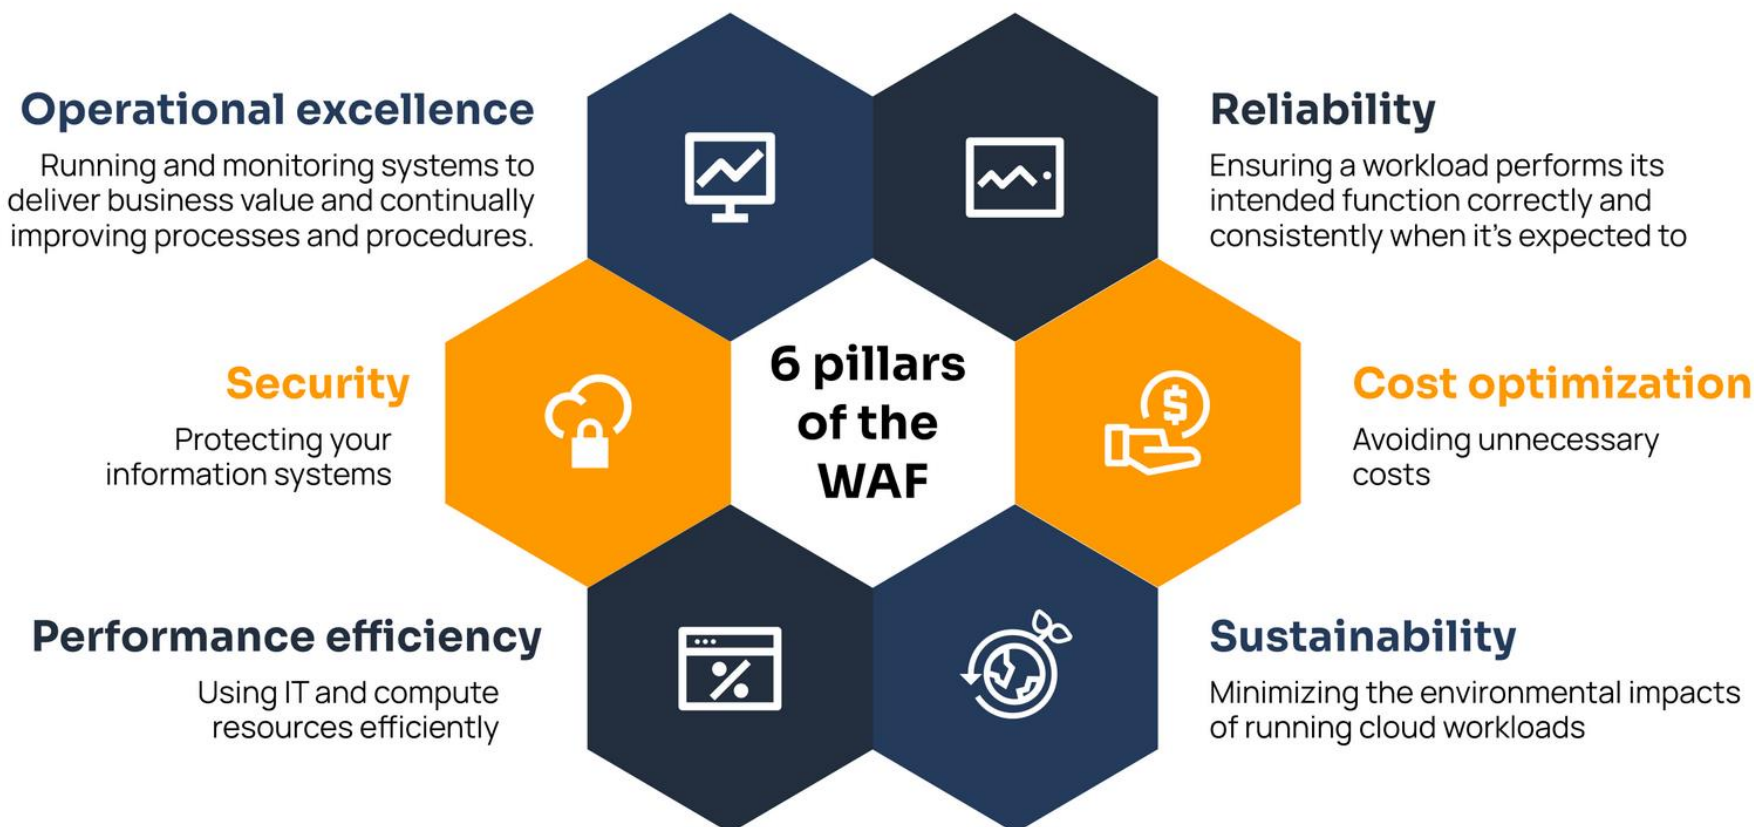 Operational excellence
Running and monitoring systems to
deliver business value and continually
improving processes and procedures.
Reliability
Ensuring a workload performs its
intended function correctly and
consistently when it's expected to
Security
Protecting your
information systems
6 pillars
of the
WAF
Cost optimization
Avoiding unnecessary
costs
Performance efficiency
Using IT and compute
resources efficiently
Sustainability
Minimizing the environmental impacts
of running cloud workloads